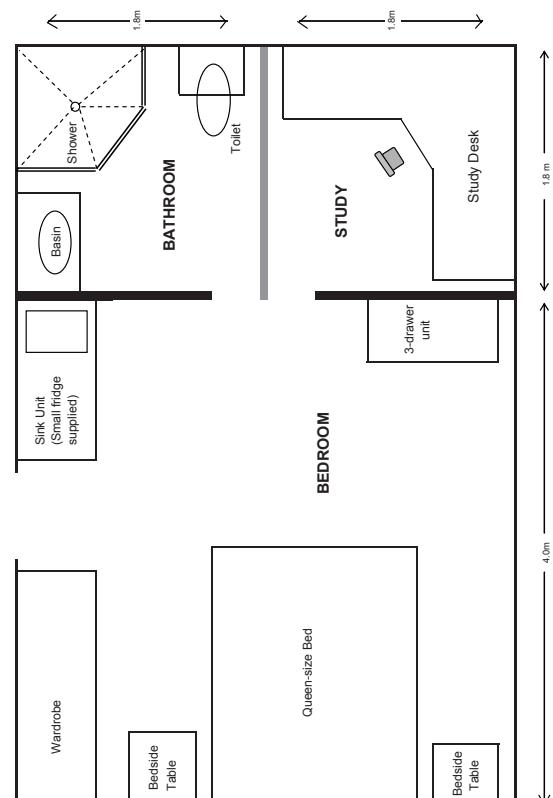 1.8m
1.8m
Shower
Toilet
BATHROOM
Basin
STUDY
Study Desk
1.8 m
Sink Unit
(Small fridge
supplied)
3-drawer
unit
BEDROOM
4.0m
Wardrobe
Queen-size Bed
Bedside
Table
Bedside
Table